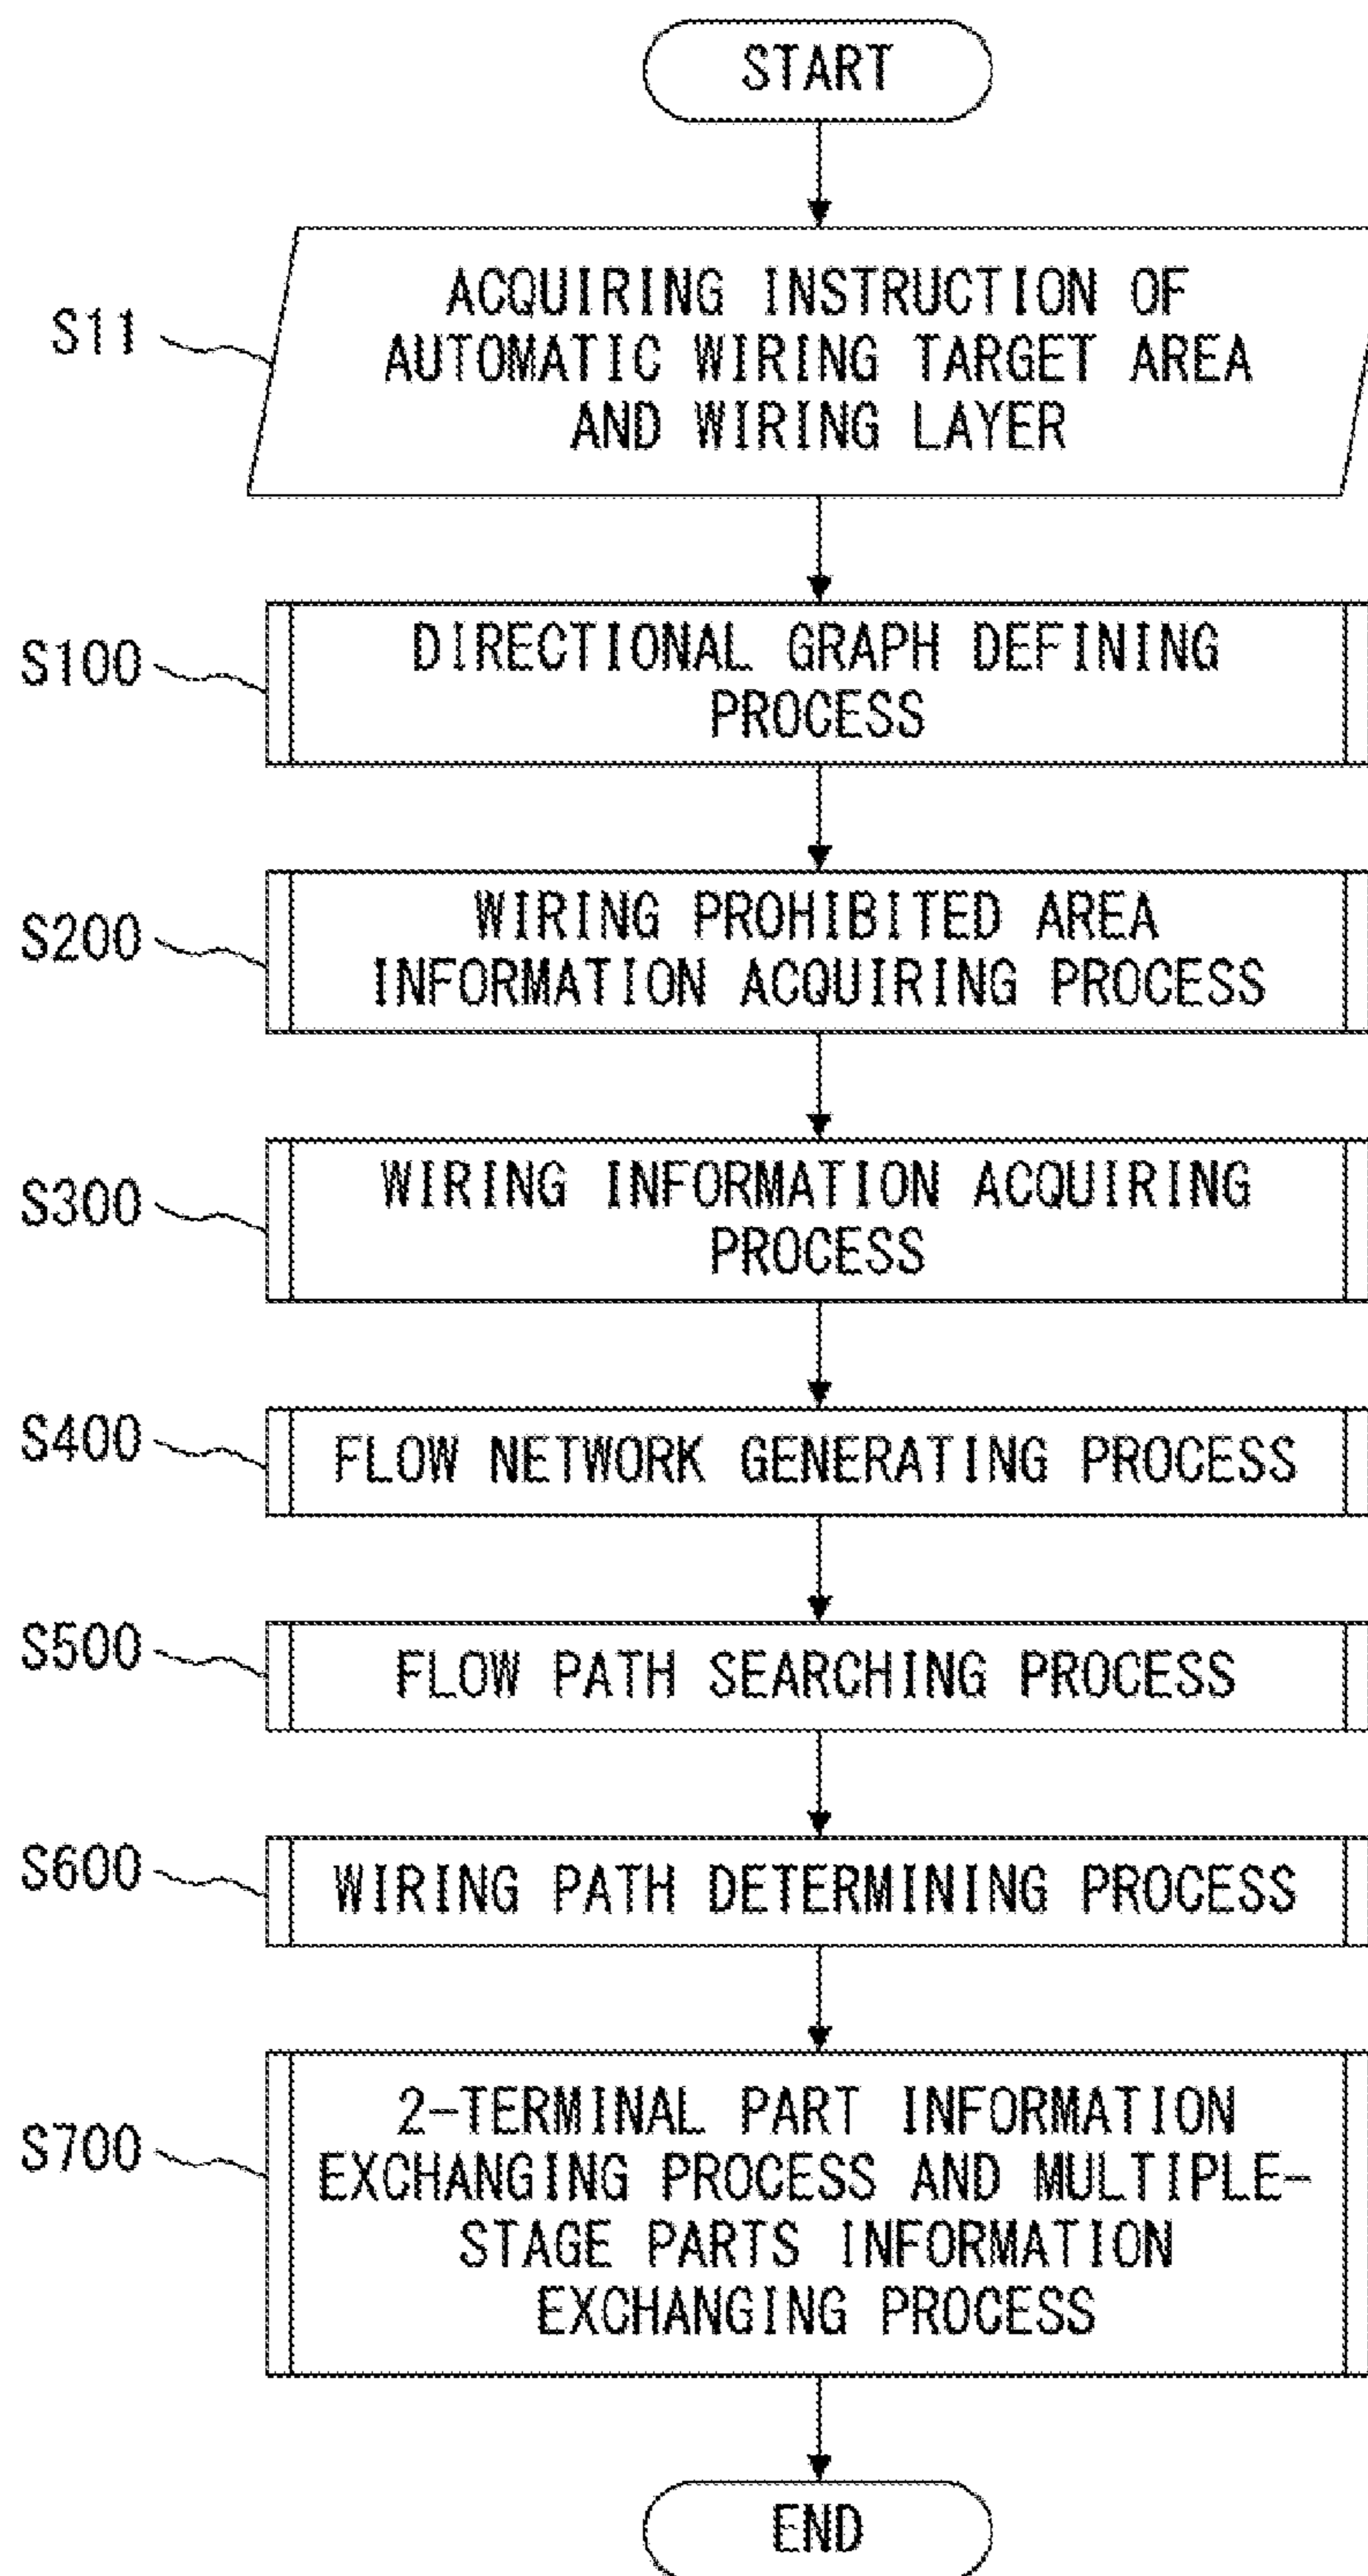 START
S11
ACQUIRING INSTRUCTION OF
AUTOMATIC WIRING TARGET AREA
AND WIRING LAYER
S100
DIRECTIONAL GRAPH DEFINING
PROCESS
S200
WIRING PROHIBITED AREA
INFORMATION ACQUIRING PROCESS
S300
WIRING INFORMATION ACQUIRING
PROCESS
S400
FLOW NETWORK GENERATING PROCESS
S500
FLOW PATH SEARCHING PROCESS
S600
WIRING PATH DETERMINING PROCESS
S700
2-TERMINAL PART INFORMATION
EXCHANGING PROCESS AND MULTIPLE-
STAGE PARTS INFORMATION
EXCHANGING PROCESS
END